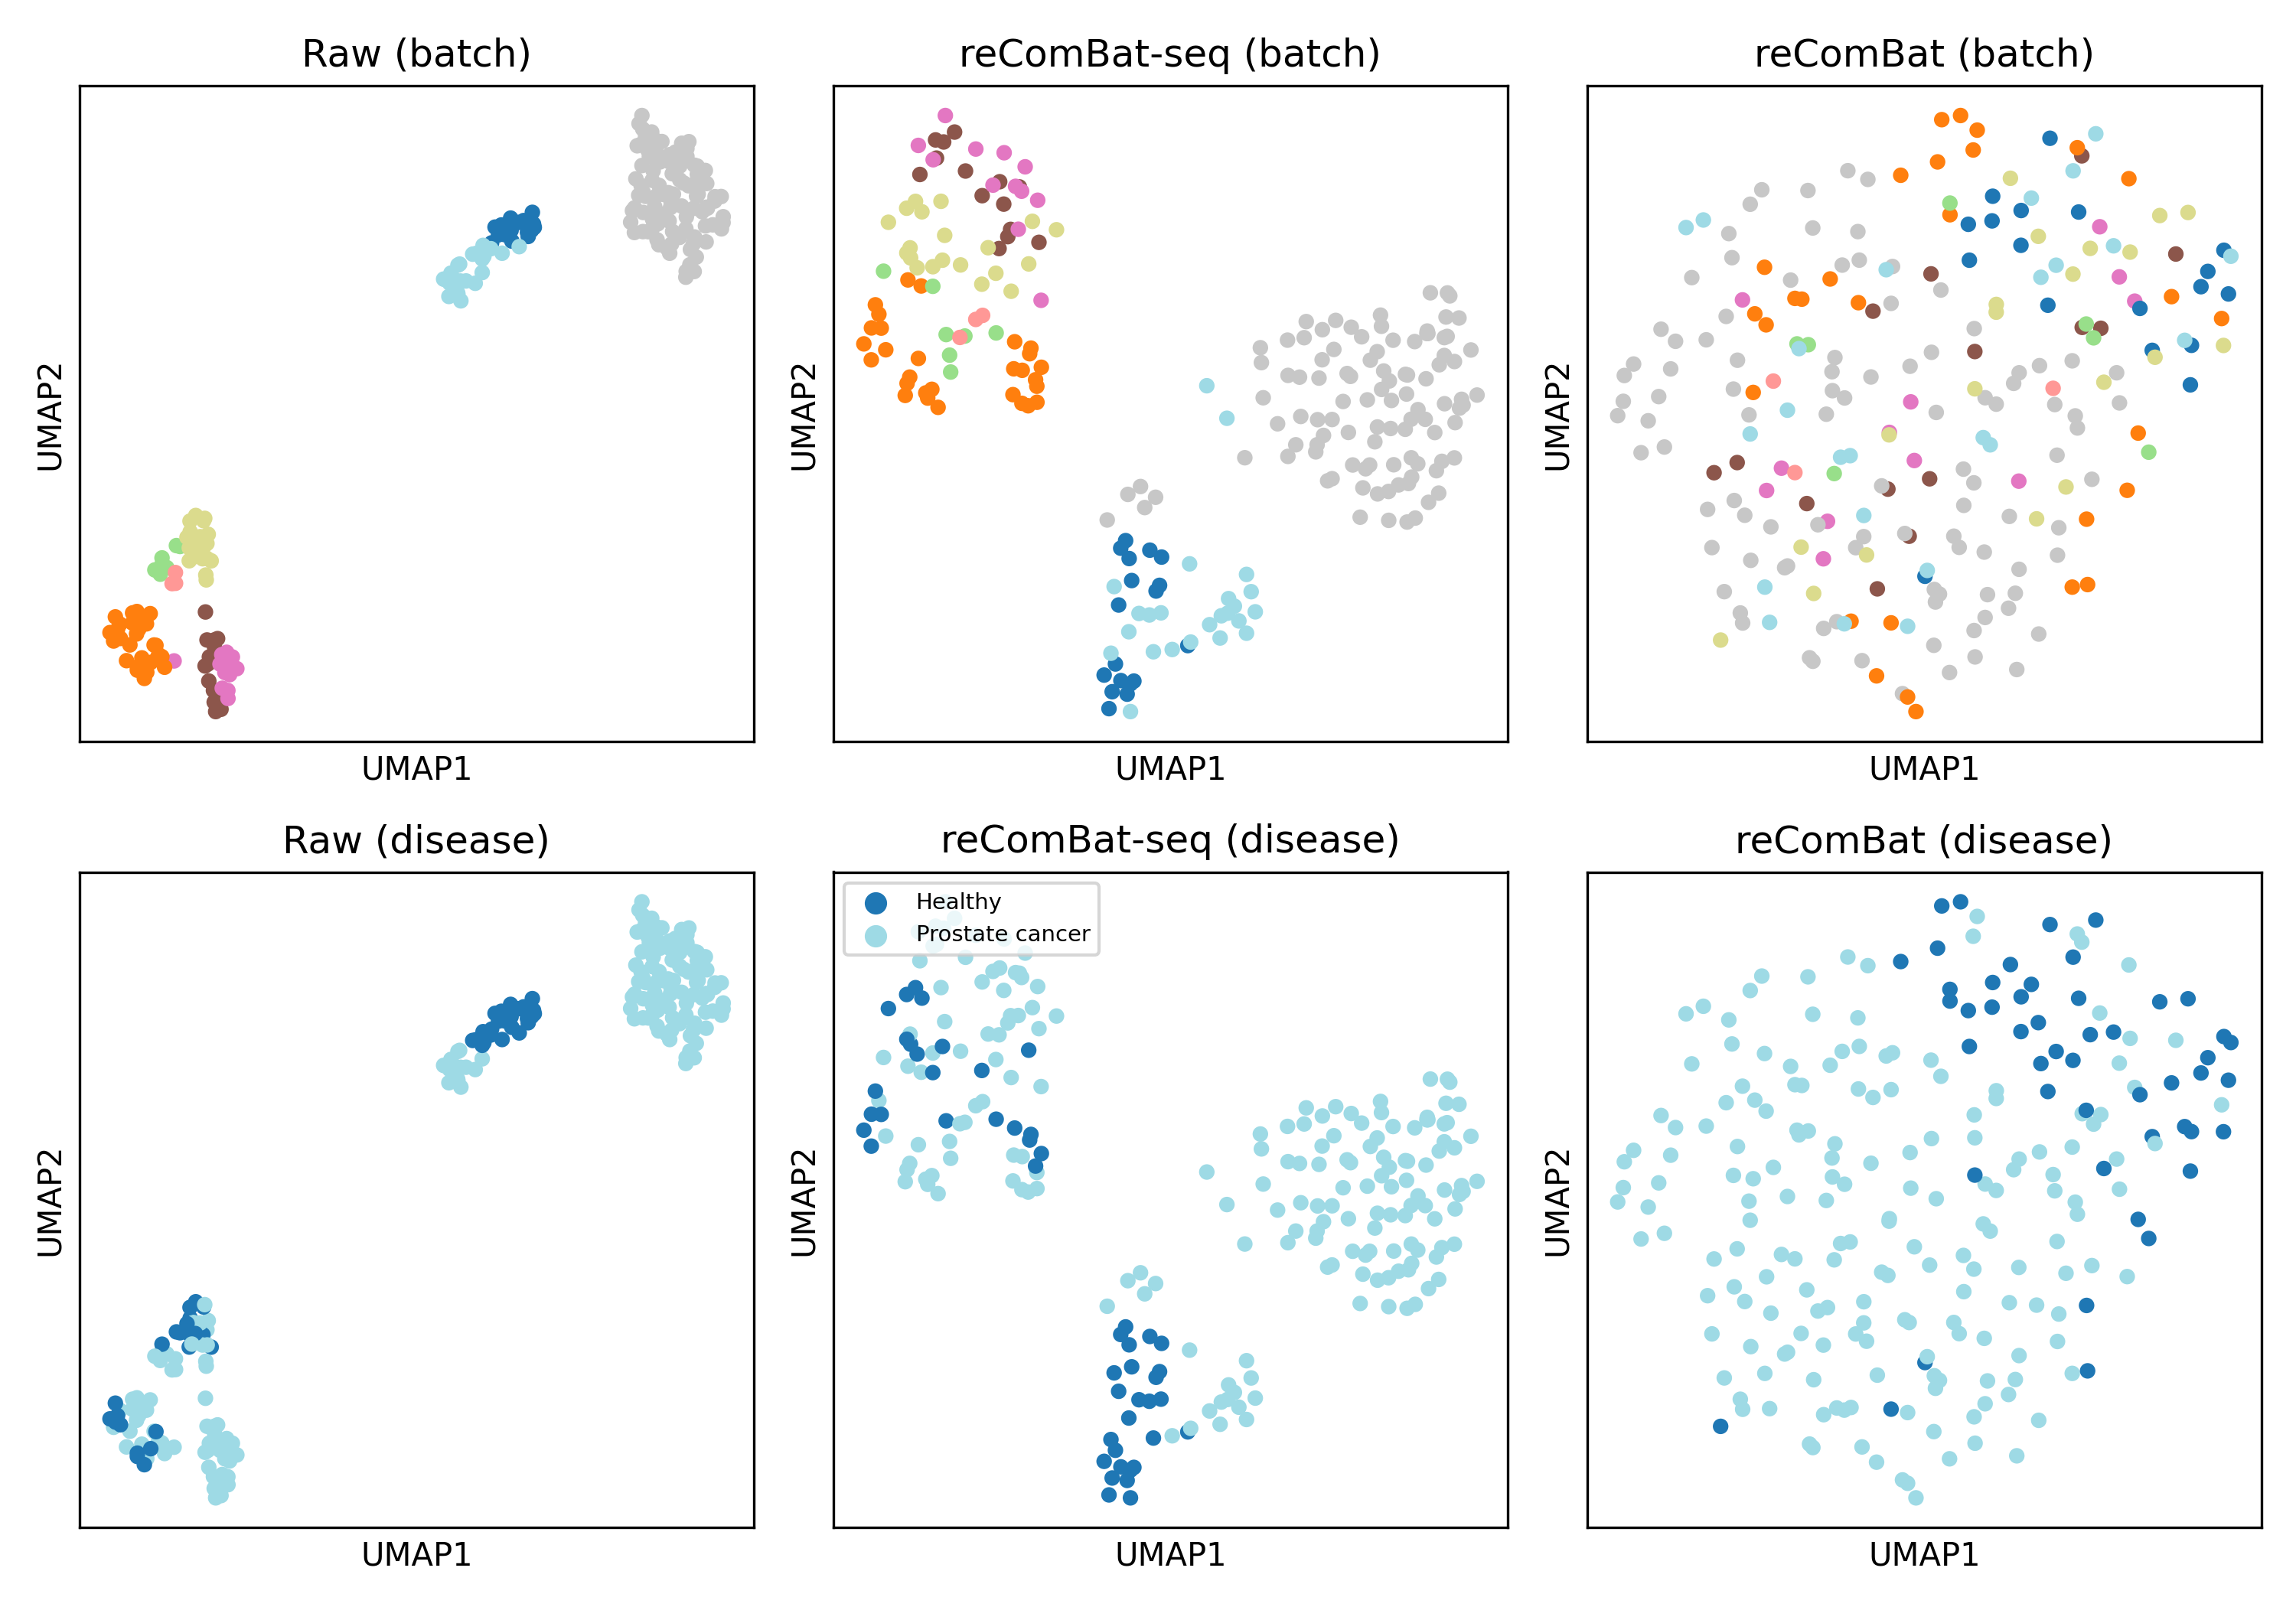 Raw (batch)
reComBat-seq (batch)
reComBat (batch)
UMAP2
UMAP1
UMAP2
UMAP1
UMAP2
UMAP1
Raw (disease)
reComBat-seq (disease)
reComBat (disease)
UMAP2
UMAP1
Healthy
Prostate cancer
UMAP2
UMAP1
UMAP2
UMAP1